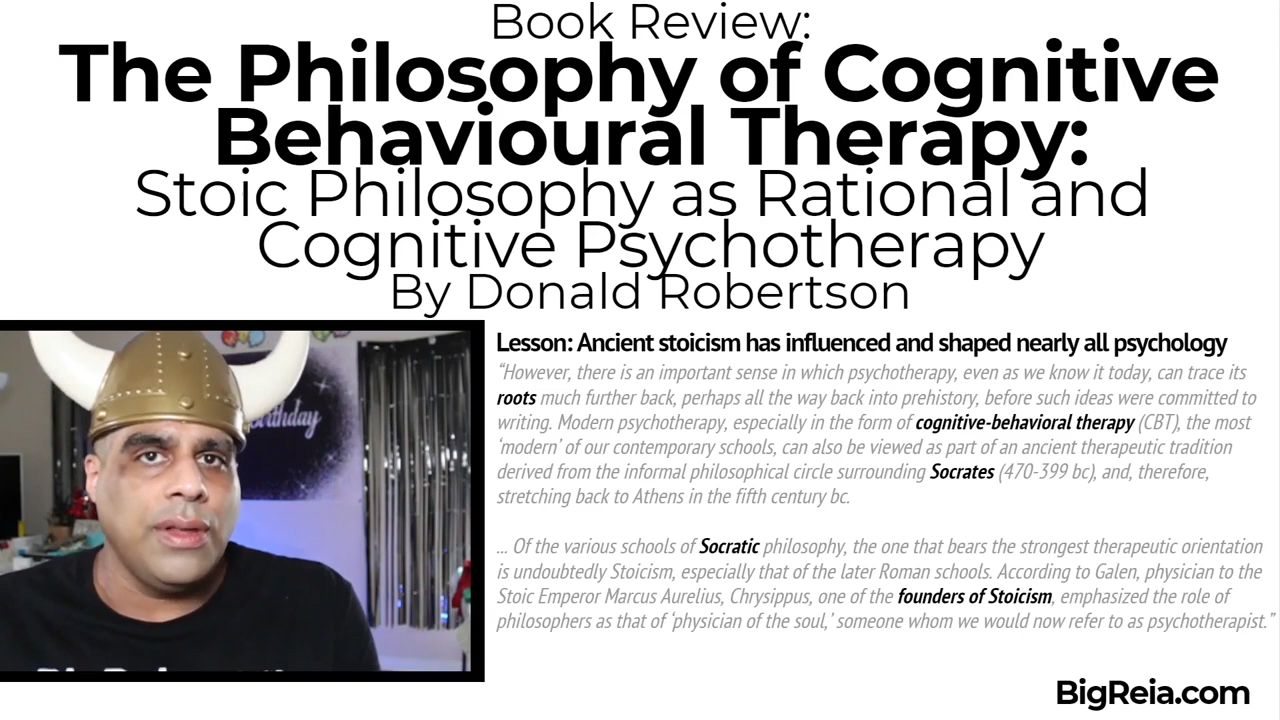 Book Review:
The Philosophy of Cognitive
Behavioural Therapy:
Stoic Philosophy as Rational and
Cognitive Psychotherapy
By Donald Robertson
Birthday
Lesson: Ancient stoicism has influenced and shaped nearly all psychology
“However, there is an important sense in which psychotherapy, even as we know it today, can trace its
roots much further back, perhaps all the way back into prehistory, before such ideas were committed to
writing. Modern psychotherapy, especially in the form of cognitive-behavioral therapy (CBT), the most
‘modern’ of our contemporary schools, can also be viewed as part of an ancient therapeutic tradition
derived from the informal philosophical circle surrounding Socrates (470-399 bc), and, therefore,
stretching back to Athens in the fifth century bc.
... Of the various schools of Socratic philosophy, the one that bears the strongest therapeutic orientation
is undoubtedly Stoicism, especially that of the later Roman schools. According to Galen, physician to the
Stoic Emperor Marcus Aurelius, Chrysippus, one of the founders of Stoicism, emphasized the role of
philosophers as that of ‘physician of the soul,’ someone whom we would now refer to as psychotherapist.”
BigReia.com